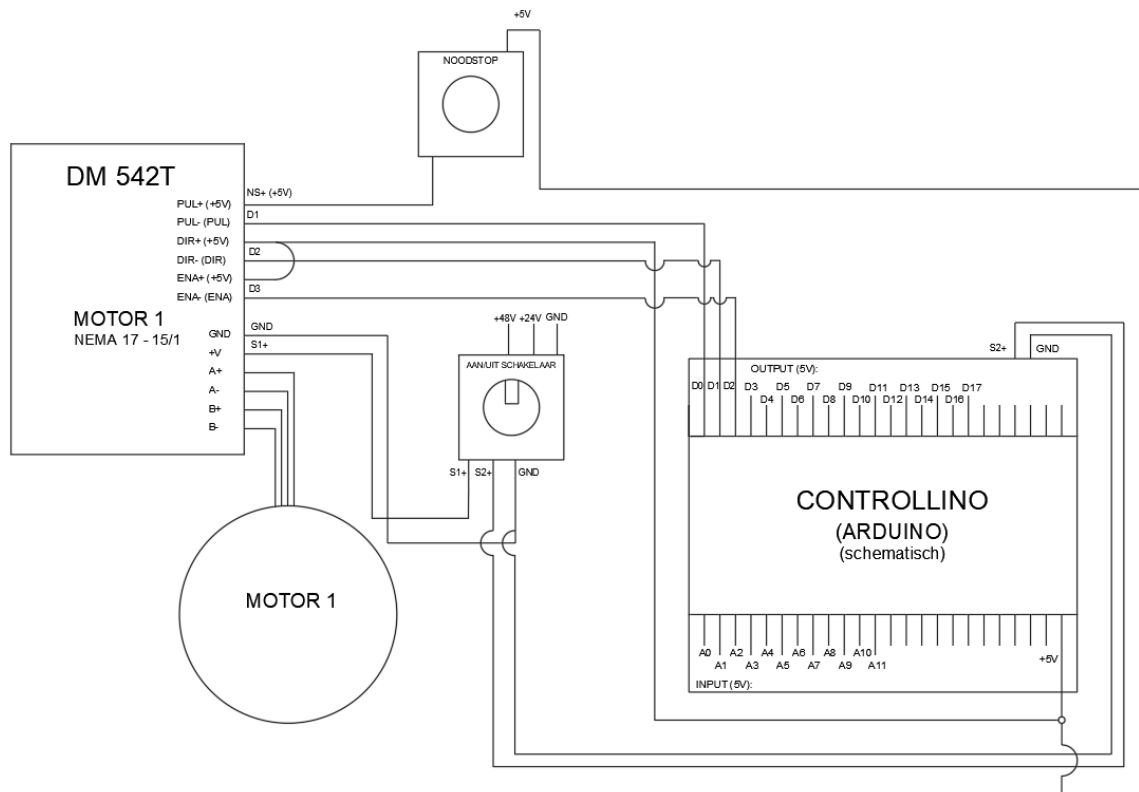 +5V
NOODSTOP
DM 542T
NS+ (+5V)
PUL+ (+5V)
D1
PUL- (PUL)
DIR+ (+5V)
D2
DIR- (DIR)
ENA+ (+5V)
D3
ENA- (ENA)
MOTOR 1
NEMA 17 - 15/1
GND
GND
S1+
+V
A+
A-
B+
B-
+48V +24V GND
AAN/UIT SCHAKELAAR
S1+ S2+ GND
MOTOR 1
S2+ GND
OUTPUT (5V):
D0 D1 D2 D3 D5 D7 D9 D11 D13 D15 D17
D4 D6 D8 D10 D12 D14 D16
CONTROLLINO
(ARDUINO)
(schematisch)
A0 A2 A4 A6 A8 A10
A1 A3 A5 A7 A9 A11
+5V
INPUT (5V):